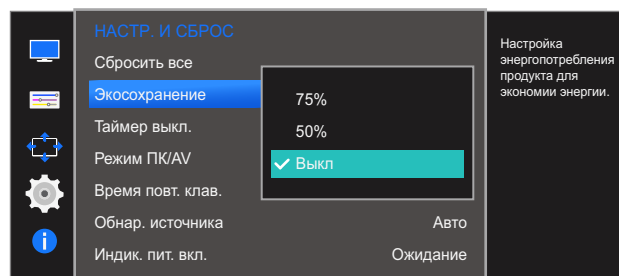 НАСТР. И СБРОС
Сбросить все
Экосохранение
75%
50%
Выкл
Таймер выкл.
Режим ПК/AV
Время повт. клав.
Обнар. источника Авто
Индик. пит. вкл. Ожидание
Настройка
энергопотребления
продукта для
экономии энергии.